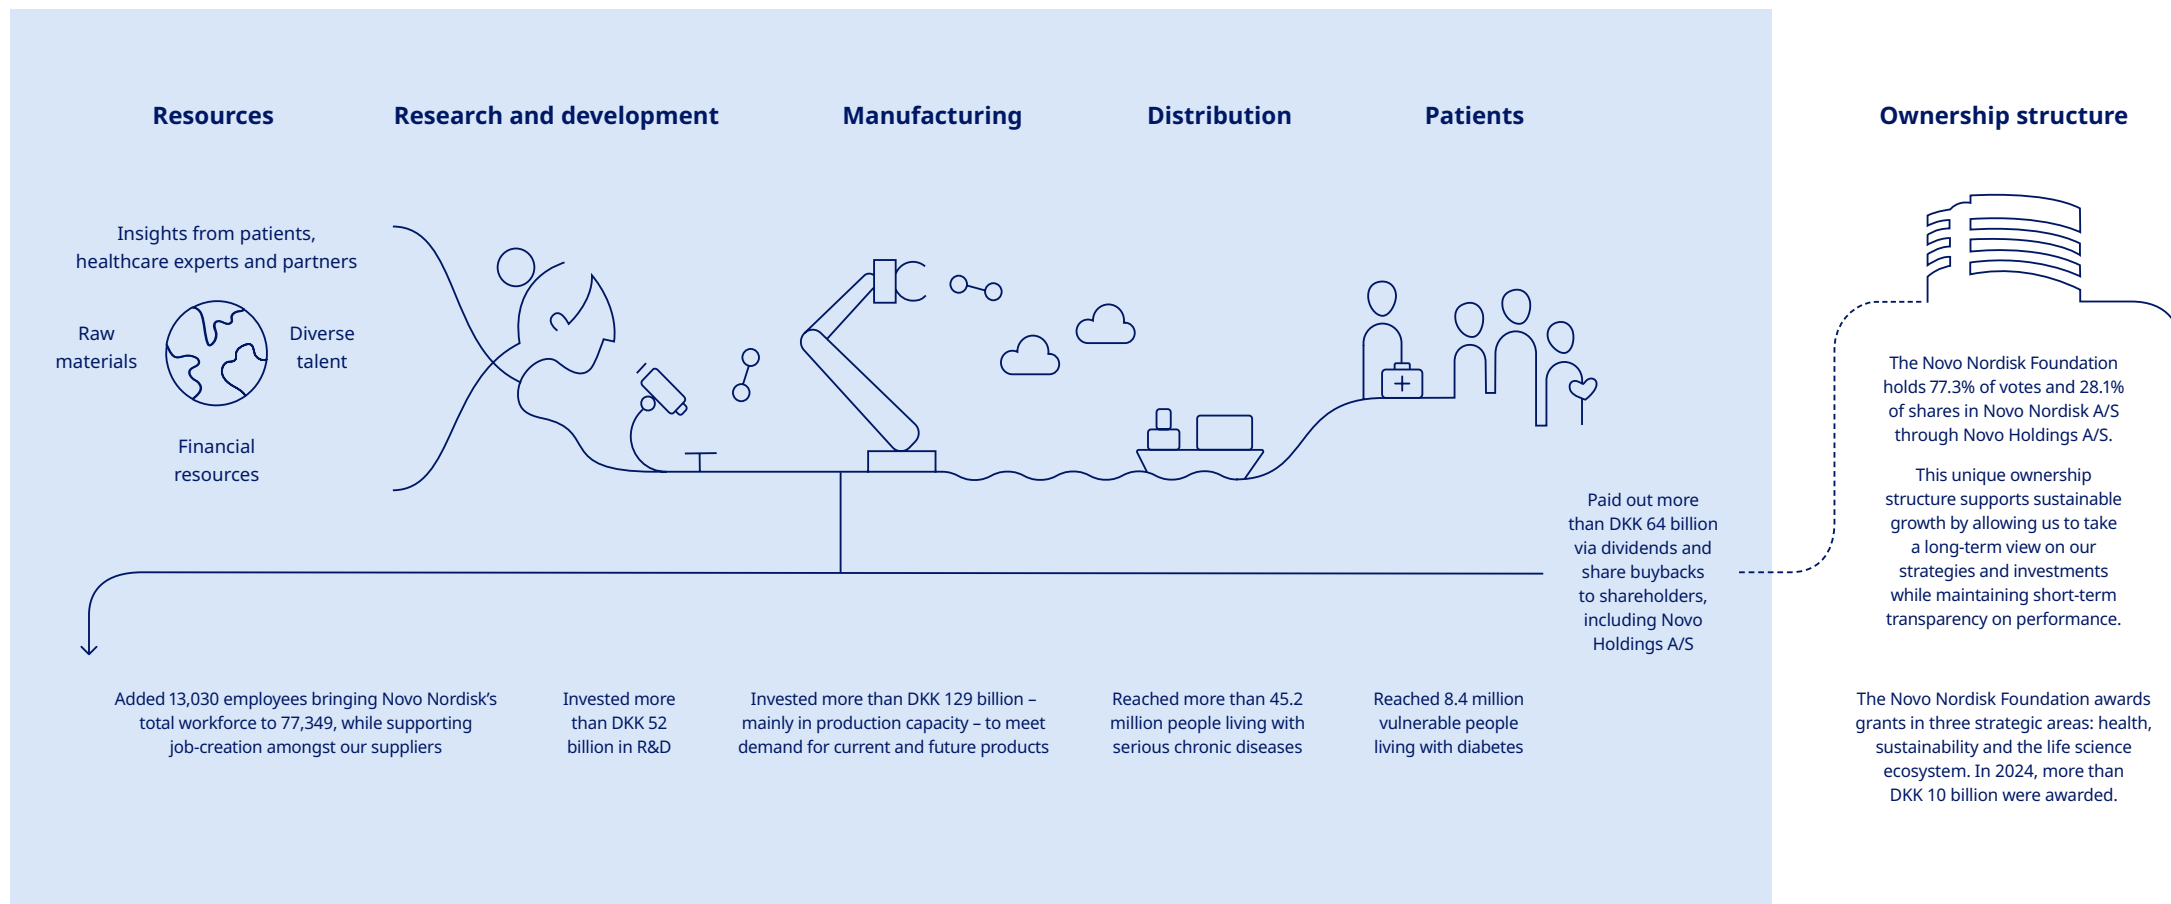 Resources
Research and development
Manufacturing
Distribution
Patients
Ownership structure
Insights from patients,
healthcare experts and partners
Raw
materials
Diverse
talent
Financial
resources
Paid out more
than DKK 64 billion
via dividends and
share buybacks
to shareholders,
including Novo
Holdings A/S
The Novo Nordisk Foundation
holds 77.3% of votes and 28.1%
of shares in Novo Nordisk A/S
through Novo Holdings A/S.
This unique ownership
structure supports sustainable
growth by allowing us to take
a long-term view on our
strategies and investments
while maintaining short-term
transparency on performance.
Added 13,030 employees bringing Novo Nordisk’s
total workforce to 77,349, while supporting
job-creation amongst our suppliers
Invested more
than DKK 52
billion in R&D
Invested more than DKK 129 billion –
mainly in production capacity – to meet
demand for current and future products
Reached more than 45.2
million people living with
serious chronic diseases
Reached 8.4 million
vulnerable people
living with diabetes
The Novo Nordisk Foundation awards
grants in three strategic areas: health,
sustainability and the life science
ecosystem. In 2024, more than
DKK 10 billion were awarded.